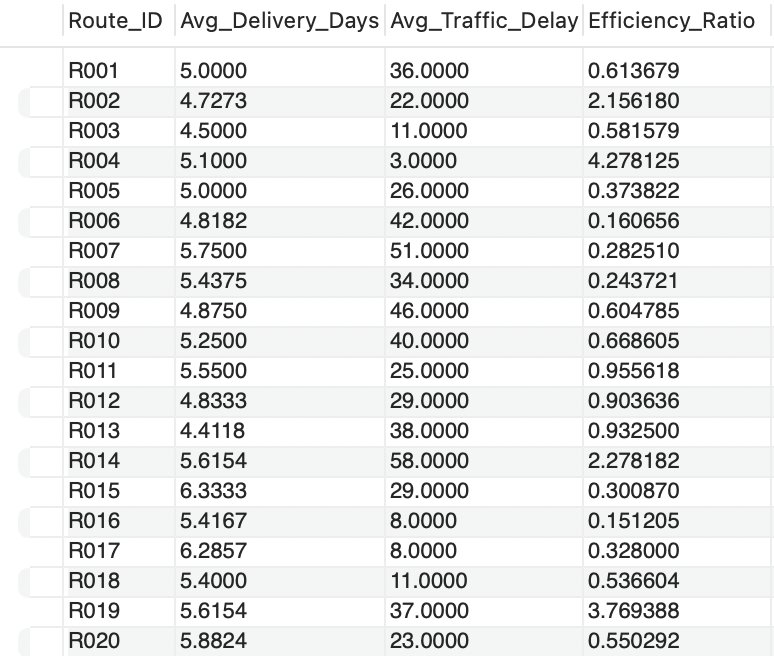 Route_ID Avg_Delivery_Days Avg_Traffic_Delay Efficiency_Ratio
R001 5.0000 36.0000 0.613679
R002 4.7273 22.0000 2.156180
R003 4.5000 11.0000 0.581579
R004 5.1000 3.0000 4.278125
R005 5.0000 26.0000 0.373822
R006 4.8182 42.0000 0.160656
R007 5.7500 51.0000 0.282510
R008 5.4375 34.0000 0.243721
R009 4.8750 46.0000 0.604785
R010 5.2500 40.0000 0.668605
R011 5.5500 25.0000 0.955618
R012 4.8333 29.0000 0.903636
R013 4.4118 38.0000 0.932500
R014 5.6154 58.0000 2.278182
R015 6.3333 29.0000 0.300870
R016 5.4167 8.0000 0.151205
R017 6.2857 8.0000 0.328000
R018 5.4000 11.0000 0.536604
R019 5.6154 37.0000 3.769388
R020 5.8824 23.0000 0.550292